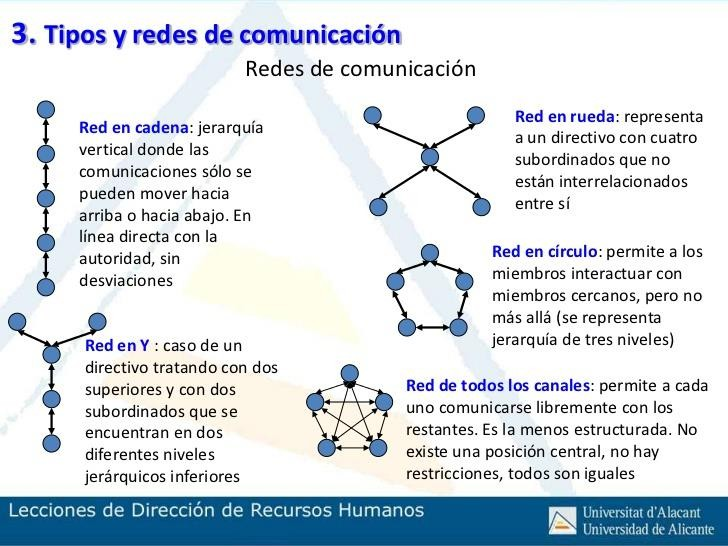 3. Tipos y redes de comunicación
Redes de comunicación
Red en cadena: jerarquía
vertical donde las
comunicaciones sólo se
pueden mover hacia
arriba o hacia abajo. En
línea directa con la
autoridad, sin
desviaciones
Red en rueda: representa
a un directivo con cuatro
subordinados que no
están interrelacionados
entre sí
Red en círculo: permite a los
miembros interactuar con
miembros cercanos, pero no
más allá (se representa
jerarquía de tres niveles)
Red en Y : caso de un
directivo tratando con dos
superiores y con dos
subordinados que se
encuentran en dos
diferentes niveles
jerárquicos inferiores
Red de todos los canales: permite a cada
uno comunicarse libremente con los
restantes. Es la menos estructurada. No
existe una posición central, no hay
restricciones, todos son iguales
Lecciones de Dirección de Recursos Humanos
Universitat d'Alacant
Universidad de Alicante